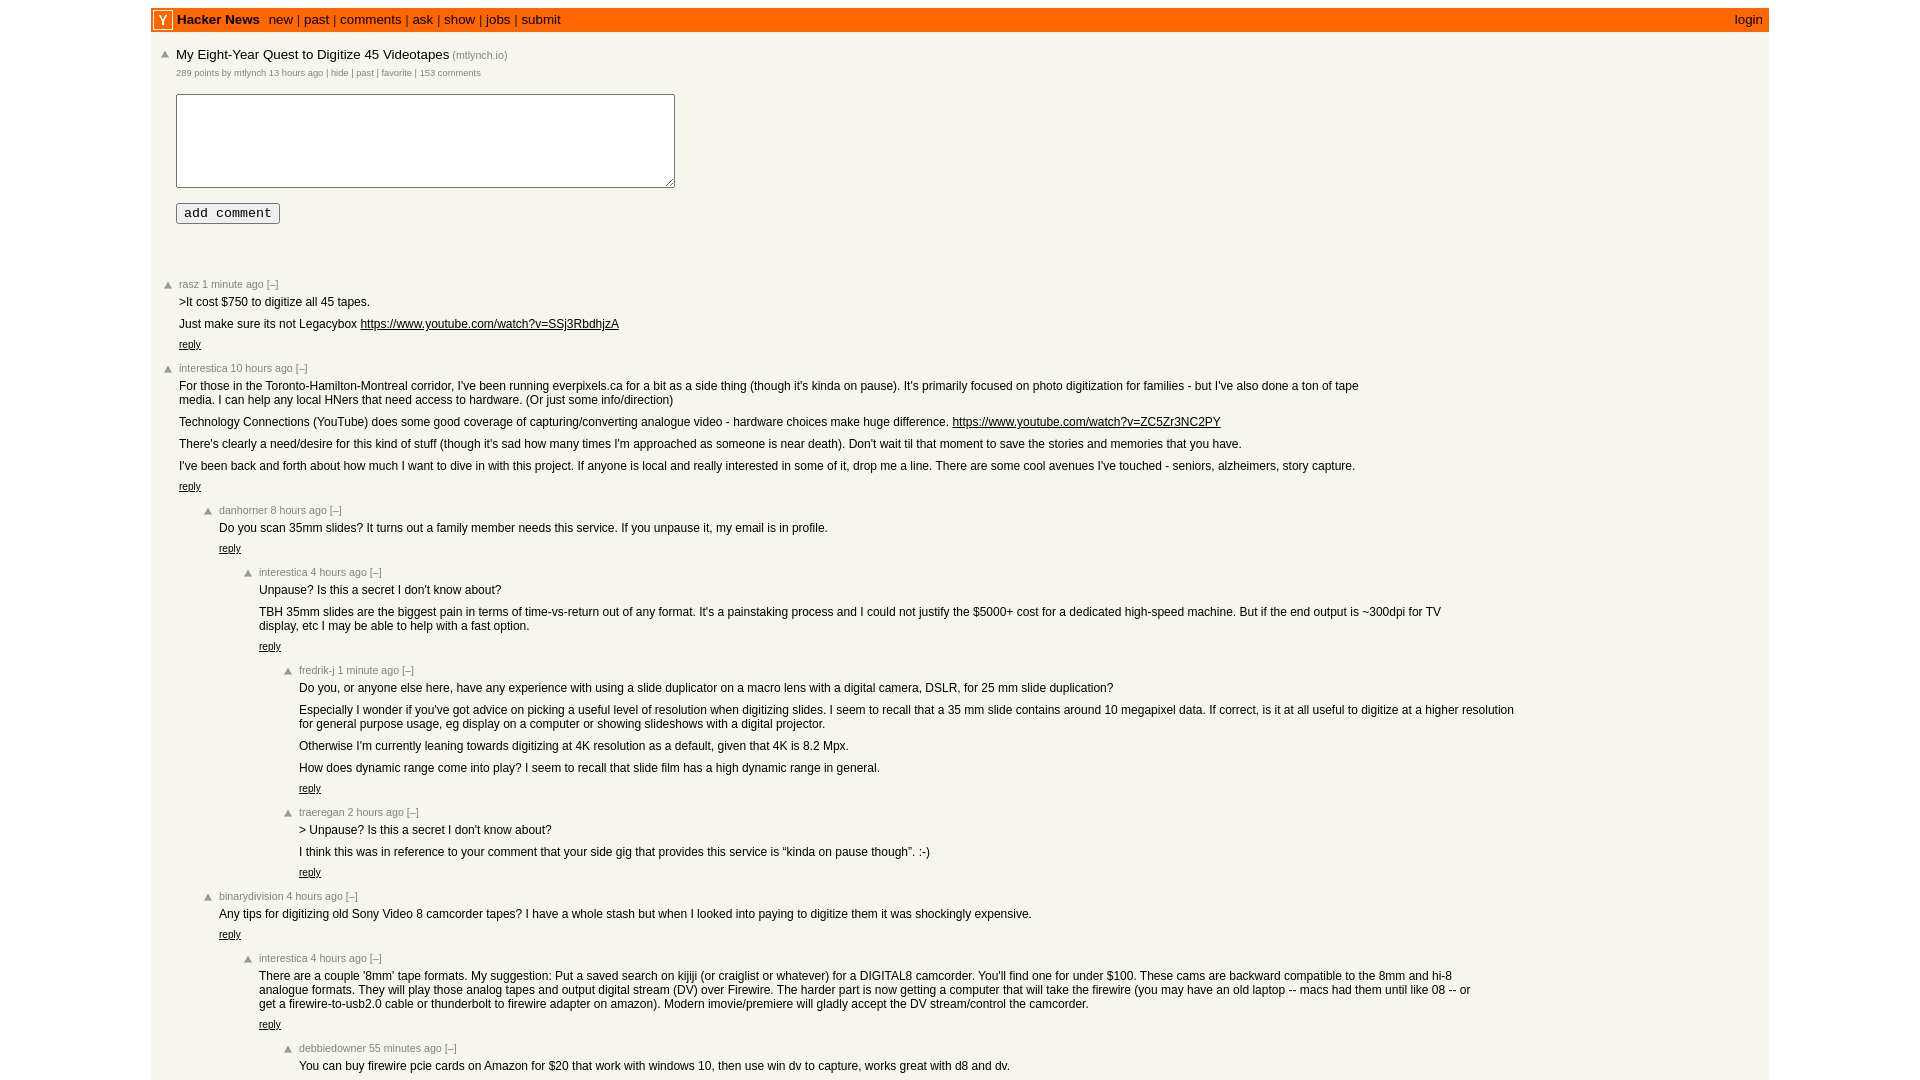 Y Hacker News new | past | comments | ask | show | jobs | submit login
My Eight-Year Quest to Digitize 45 Videotapes (mtlynch.io)
289 points by mtlynch 13 hours ago | hide | past | favorite | 153 comments
add comment
rasz 1 minute ago [–]
>It cost $750 to digitize all 45 tapes.
Just make sure its not Legacybox https://www.youtube.com/watch?v=SSj3RbdhjzA
reply
interestica 10 hours ago [–]
For those in the Toronto-Hamilton-Montreal corridor, I've been running everpixels.ca for a bit as a side thing (though it's kinda on pause). It's primarily focused on photo digitization for families - but I've also done a ton of tape
media. I can help any local HNers that need access to hardware. (Or just some info/direction)
Technology Connections (YouTube) does some good coverage of capturing/converting analogue video - hardware choices make huge difference. https://www.youtube.com/watch?v=ZC5Zr3NC2PY
There's clearly a need/desire for this kind of stuff (though it's sad how many times I'm approached as someone is near death). Don't wait til that moment to save the stories and memories that you have.
I've been back and forth about how much I want to dive in with this project. If anyone is local and really interested in some of it, drop me a line. There are some cool avenues I've touched - seniors, alzheimers, story capture.
reply
danhorner 8 hours ago [–]
Do you scan 35mm slides? It turns out a family member needs this service. If you unpause it, my email is in profile.
reply
interestica 4 hours ago [–]
Unpause? Is this a secret I don't know about?
TBH 35mm slides are the biggest pain in terms of time-vs-return out of any format. It's a painstaking process and I could not justify the $5000+ cost for a dedicated high-speed machine. But if the end output is ~300dpi for TV
display, etc I may be able to help with a fast option.
reply
fredrik-j 1 minute ago [–]
Do you, or anyone else here, have any experience with using a slide duplicator on a macro lens with a digital camera, DSLR, for 25 mm slide duplication?
Especially I wonder if you've got advice on picking a useful level of resolution when digitizing slides. I seem to recall that a 35 mm slide contains around 10 megapixel data. If correct, is it at all useful to digitize at a higher resolution
for general purpose usage, eg display on a computer or showing slideshows with a digital projector.
Otherwise I'm currently leaning towards digitizing at 4K resolution as a default, given that 4K is 8.2 Mpx.
How does dynamic range come into play? I seem to recall that slide film has a high dynamic range in general.
reply
traeregan 2 hours ago [–]
> Unpause? Is this a secret I don't know about?
I think this was in reference to your comment that your side gig that provides this service is “kinda on pause though”. :-)
reply
binarydivision 4 hours ago [–]
Any tips for digitizing old Sony Video 8 camcorder tapes? I have a whole stash but when I looked into paying to digitize them it was shockingly expensive.
reply
interestica 4 hours ago [–]
There are a couple '8mm' tape formats. My suggestion: Put a saved search on kijiji (or craiglist or whatever) for a DIGITAL8 camcorder. You'll find one for under $100. These cams are backward compatible to the 8mm and hi-8
analogue formats. They will play those analog tapes and output digital stream (DV) over Firewire. The harder part is now getting a computer that will take the firewire (you may have an old laptop -- macs had them until like 08 -- or
get a firewire-to-usb2.0 cable or thunderbolt to firewire adapter on amazon). Modern imovie/premiere will gladly accept the DV stream/control the camcorder.
reply
debbiedowner 55 minutes ago [–]
You can buy firewire pcie cards on Amazon for $20 that work with windows 10, then use win dv to capture, works great with d8 and dv.